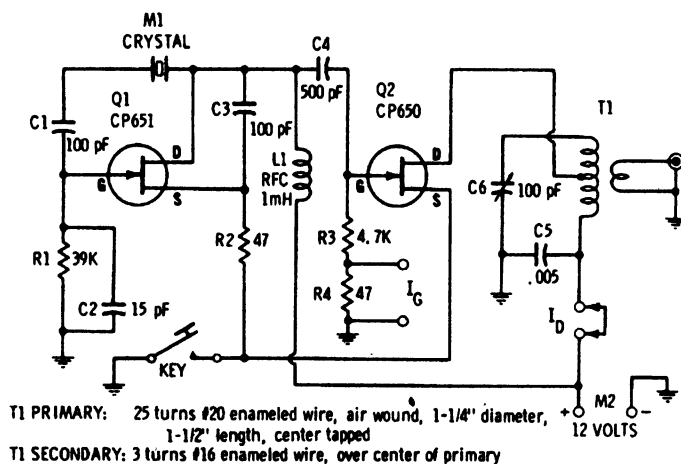 M1
CRYSTAL
C4
500 pF
Q1
CP651
C3
100 pF
Q2
CP650
T1
C1
100 pF
D
G
S
L1
RFC
1mH
D
G
S
C6
100 pF
R1
39K
C2
15 pF
R2
47
R3
4.7K
R4
47
I G
C5
.005
I D
KEY
+
M2
-
12 VOLTS
T1 PRIMARY: 25 turns #20 enameled wire, air wound, 1-1/4" diameter,
1-1/2" length, center tapped
T1 SECONDARY: 3 turns #16 enameled wire, over center of primary